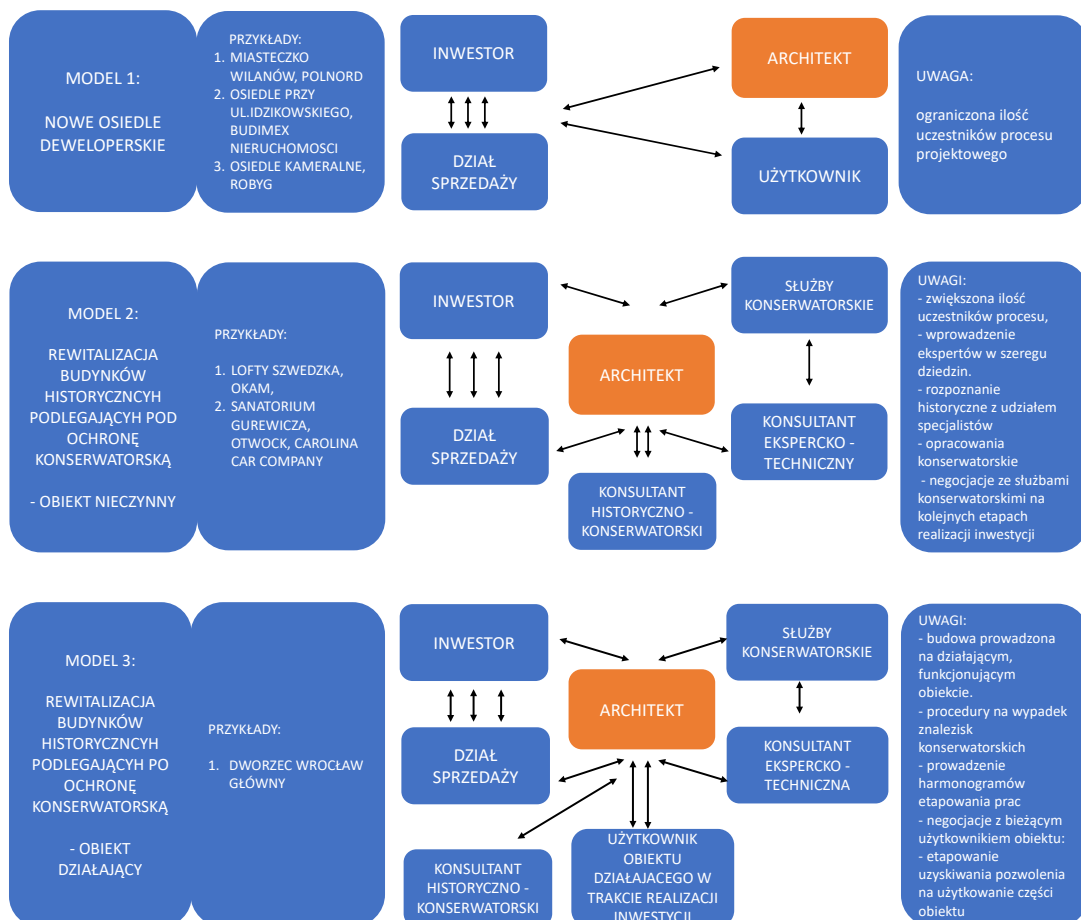 MODEL 1:
NOWE OSIEDLE
DEWELOPERSKIE
PRZYKŁADY:
1. MIASTECZKO
WILANÓW, POLNORD
2. OSIEDLE PRZY
UL.IDZIKOWSKIEGO,
BUDIMEX
NIERUCHOMOSCI
3. OSIEDLE KAMERALNE,
ROBYG
INWESTOR
DZIAŁ
SPRZEDAŻY
ARCHITEKT
UŻYTKOWNIK
UWAGA:
ograniczona ilość
uczestników procesu
projektowego
MODEL 2:
REWITALIZACJA
BUDYNKÓW
HISTORYCZNCYH
PODLEGAJĄCYH POD
OCHRONĘ
KONSERWATORSKĄ
- OBIEKT NIECZYNNY
PRZYKŁADY:
1. LOFTY SZWEDZKA,
OKAM,
2. SANATORIUM
GUREWICZA,
OTWOCK, CAROLINA
CAR COMPANY
INWESTOR
DZIAŁ
SPRZEDAŻY
ARCHITEKT
KONSULTANT
HISTORYCZNO -
KONSERWATORSKI
SŁUŻBY
KONSERWATORSKIE
KONSULTANT
EKSPERCKO -
TECHNICZNY
UWAGI:
- zwiększona ilość
uczestników procesu,
- wprowadzenie
ekspertów w szeregu
dziedzin.
- rozpoznanie
historyczne z udziałem
specjalistów
- opracowania
konserwatorskie
- negocjacje ze służbami
konserwatorskimi na
kolejnych etapach
realizacji inwestycji
MODEL 3:
REWITALIZACJA
BUDYNKÓW
HISTORYCZNCYH
PODLEGAJĄCYH PO
OCHRONĘ
KONSERWATORSKĄ
- OBIEKT
DZIAŁAJĄCY
PRZYKŁADY:
1. DWORZEC WROCŁAW
GŁÓWNY
INWESTOR
DZIAŁ
SPRZEDAŻY
KONSULTANT
HISTORYCZNO -
KONSERWATORSKI
ARCHITEKT
UŻYTKOWNIK
OBIEKTU
DZIAŁAJACEGO W
TRAKCIE REALIZACJI
INWESTYCJI
SŁUŻBY
KONSERWATORSKIE
KONSULTANT
EKSPERCKO -
TECHNICZNA
UWAGI:
- budowa prowadzona
na działającym,
funkcjonującym
obiekcie.
- procedury na wypadek
znalezisk
konserwatorskich
- prowadzenie
harmonogramów
etapowania prac
- negocjacje z bieżącym
użytkownikiem obiektu:
- etapowanie
uzyskiwania pozwolenia
na użytkowanie części
obiektu